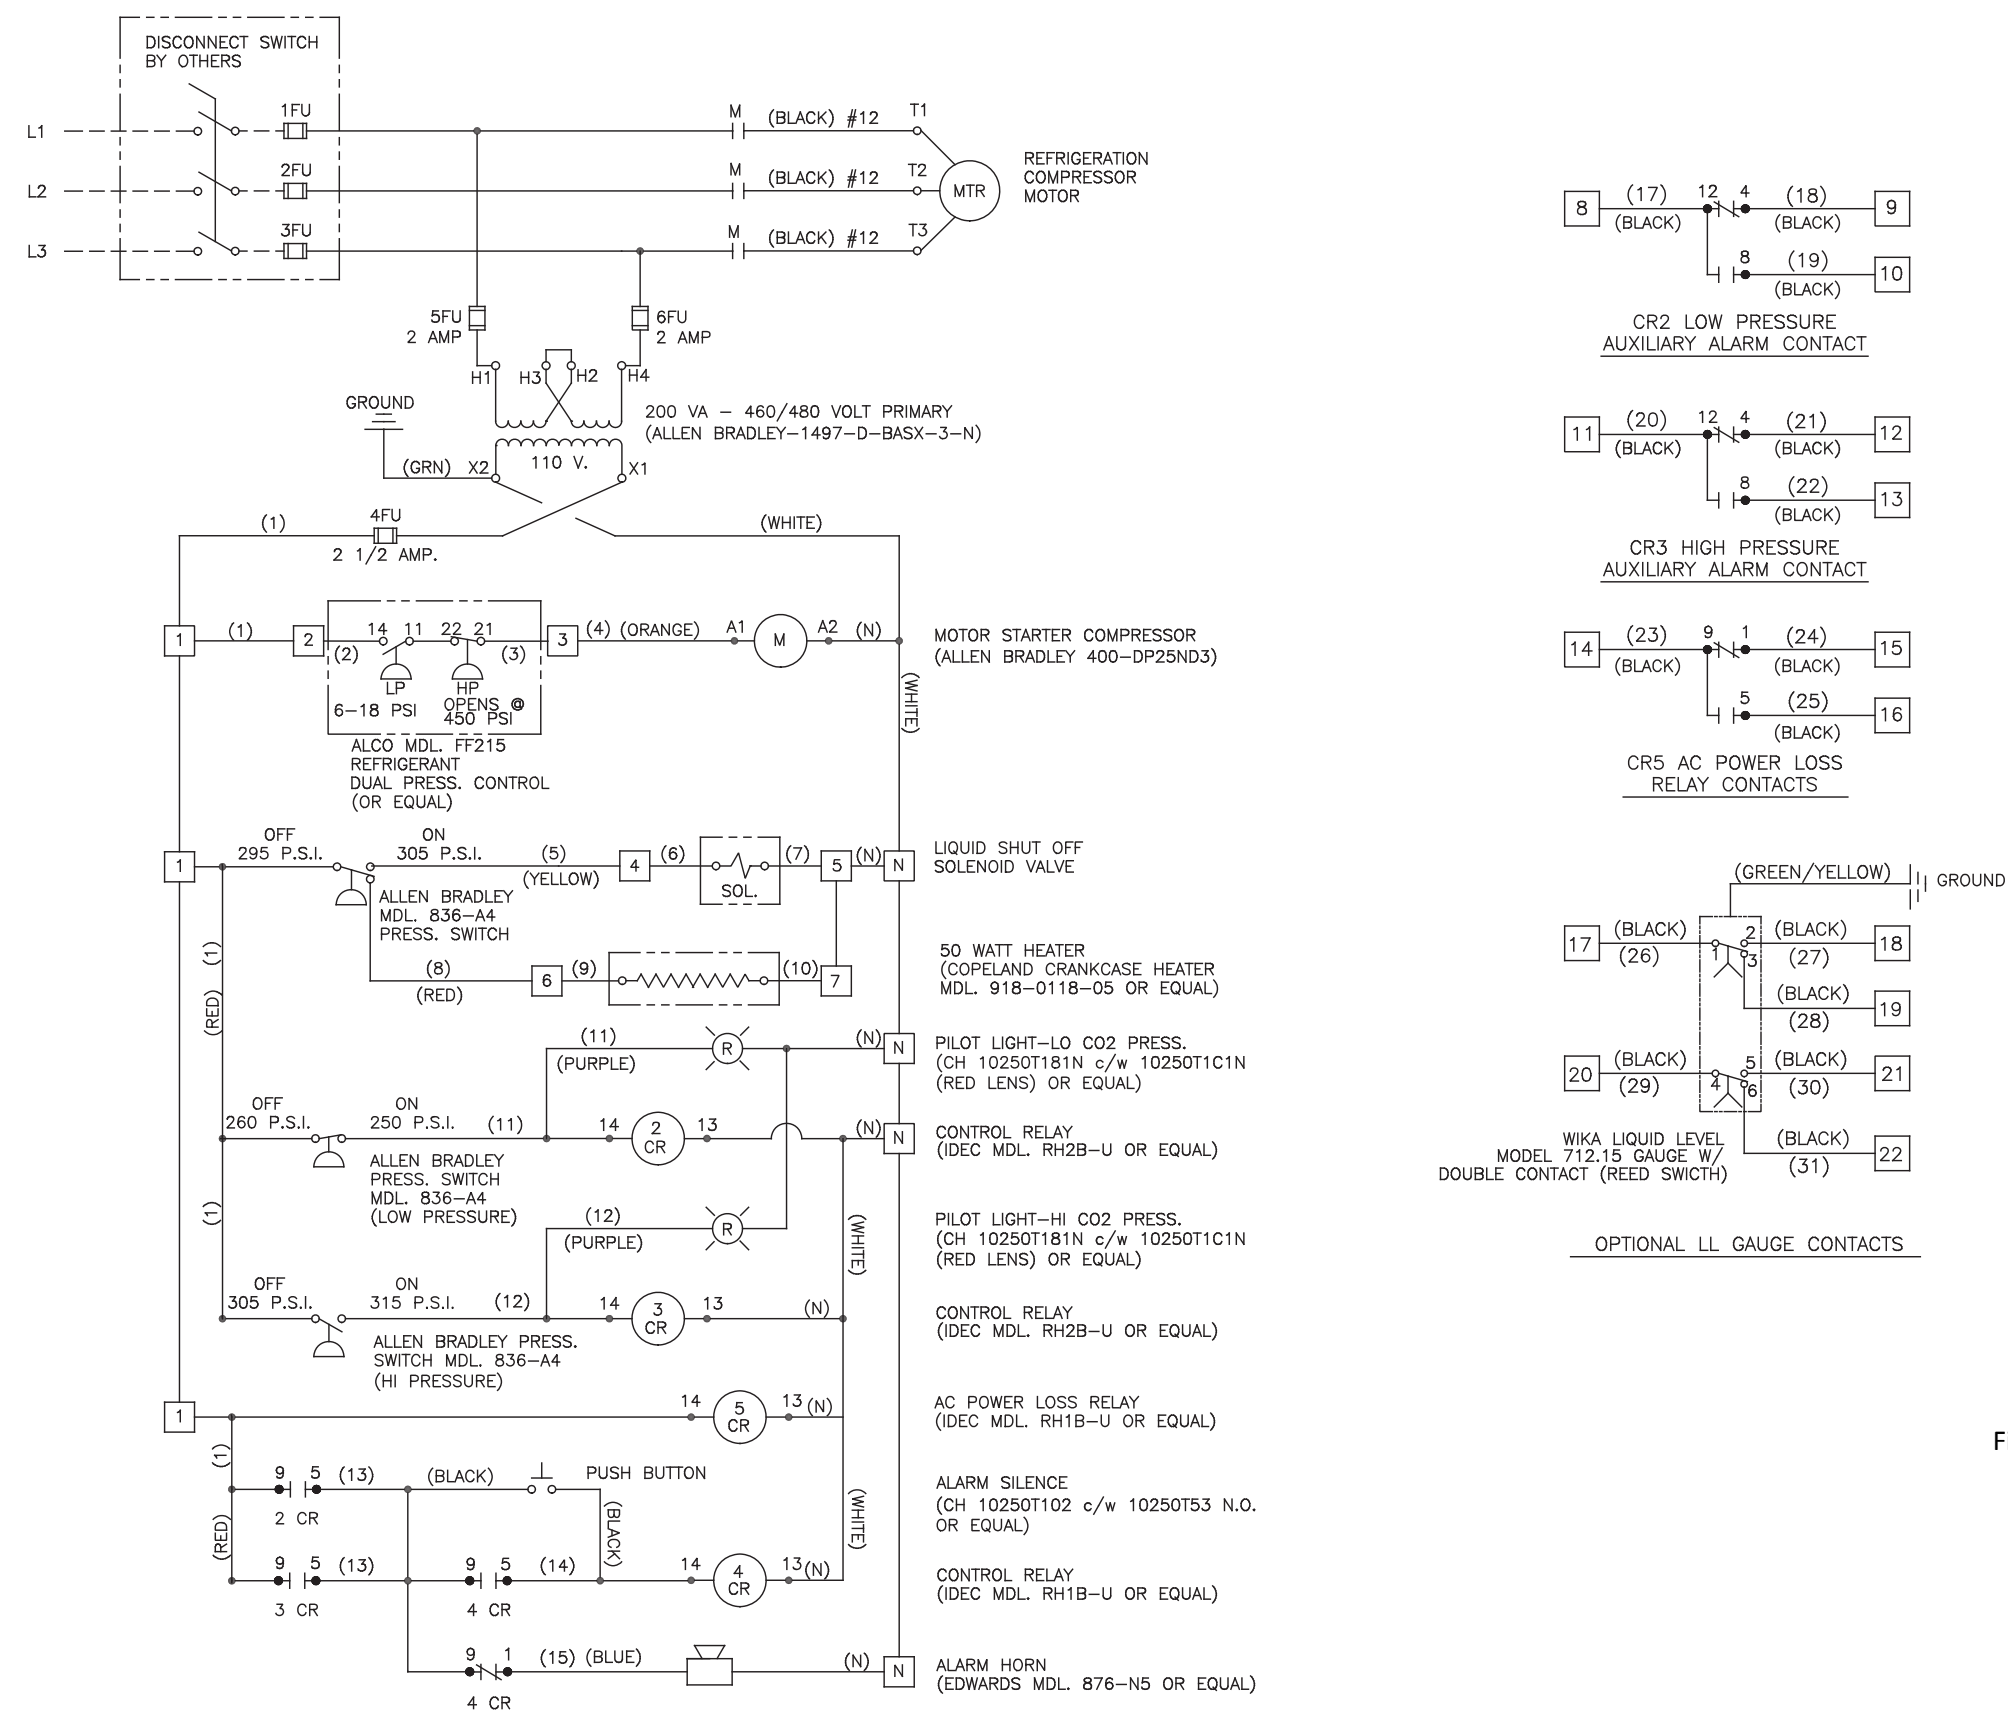 DISCONNECT SWITCH
BY OTHERS
L1
L2
L3
1FU
2FU
3FU
M
M
M
(BLACK) #12
(BLACK) #12
(BLACK) #12
T1
T2
T3
MTR
REFRIGERATION
COMPRESSOR
MOTOR
5FU
2 AMP
6FU
2 AMP
H1
H3
H2
H4
GROUND
200 VA – 460/480 VOLT PRIMARY
(ALLEN BRADLEY–1497–D–BASX–3–N)
(GRN)
X2
110 V.
X1
(1)
4FU
2 1/2 AMP.
(WHITE)
1
(1)
2
14
11
22
21
(2)
(3)
LP
HP
6–18 PSI
OPENS @
450 PSI
3
(4) (ORANGE)
A1
M
A2
(N)
(WHITE)
MOTOR STARTER COMPRESSOR
(ALLEN BRADLEY 400–DP25ND3)
ALCO MDL. FF215
REFRIGERANT
DUAL PRESS. CONTROL
(OR EQUAL)
1
OFF
295 P.S.I.
ON
305 P.S.I.
(5)
(YELLOW)
4
(6)
SOL.
(7)
5
(N)
N
LIQUID SHUT OFF
SOLENOID VALVE
ALLEN BRADLEY
MDL. 836–A4
PRESS. SWITCH
(1)
(RED)
(8)
(RED)
6
(9)
(10)
7
50 WATT HEATER
(COPELAND CRANKCASE HEATER
MDL. 918–0118–05 OR EQUAL)
(11)
(PURPLE)
R
(N)
N
PILOT LIGHT–LO CO2 PRESS.
(CH 10250T181N c/w 10250T1C1N
(RED LENS) OR EQUAL)
OFF
260 P.S.I.
ON
250 P.S.I.
(11)
14
2
CR
13
(N)
N
CONTROL RELAY
(IDEC MDL. RH2B–U OR EQUAL)
ALLEN BRADLEY
PRESS. SWITCH
MDL. 836–A4
(LOW PRESSURE)
(1)
(12)
(PURPLE)
R
(WHITE)
PILOT LIGHT–HI CO2 PRESS.
(CH 10250T181N c/w 10250T1C1N
(RED LENS) OR EQUAL)
OFF
305 P.S.I.
ON
315 P.S.I.
(12)
14
3
CR
13
(N)
CONTROL RELAY
(IDEC MDL. RH2B–U OR EQUAL)
ALLEN BRADLEY PRESS.
SWITCH MDL. 836–A4
(HI PRESSURE)
1
14
5
CR
13
(N)
AC POWER LOSS RELAY
(IDEC MDL. RH1B–U OR EQUAL)
(1)
9
5
(13)
2 CR
(BLACK)
PUSH BUTTON
(BLACK)
(WHITE)
ALARM SILENCE
(CH 10250T102 c/w 10250T53 N.O.
OR EQUAL)
(RED)
9
5
(13)
3 CR
9
5
(14)
4 CR
14
4
CR
13
(N)
CONTROL RELAY
(IDEC MDL. RH1B–U OR EQUAL)
9
1
(15) (BLUE)
4 CR
(N)
N
ALARM HORN
(EDWARDS MDL. 876–N5 OR EQUAL)
8
(17)
(BLACK)
12
4
(18)
(BLACK)
9
8
(19)
(BLACK)
10
CR2 LOW PRESSURE
AUXILIARY ALARM CONTACT
11
(20)
(BLACK)
12
4
(21)
(BLACK)
12
8
(22)
(BLACK)
13
CR3 HIGH PRESSURE
AUXILIARY ALARM CONTACT
14
(23)
(BLACK)
9
1
(24)
(BLACK)
15
5
(25)
(BLACK)
16
CR5 AC POWER LOSS
RELAY CONTACTS
(GREEN/YELLOW)
GROUND
17
(BLACK)
(26)
1
2
3
(BLACK)
(27)
18
(BLACK)
(28)
19
20
(BLACK)
(29)
4
5
6
(BLACK)
(30)
21
(BLACK)
(31)
22
WIKA LIQUID LEVEL
MODEL 712.15 GAUGE W/
DOUBLE CONTACT (REED SWICTH)
OPTIONAL LL GAUGE CONTACTS